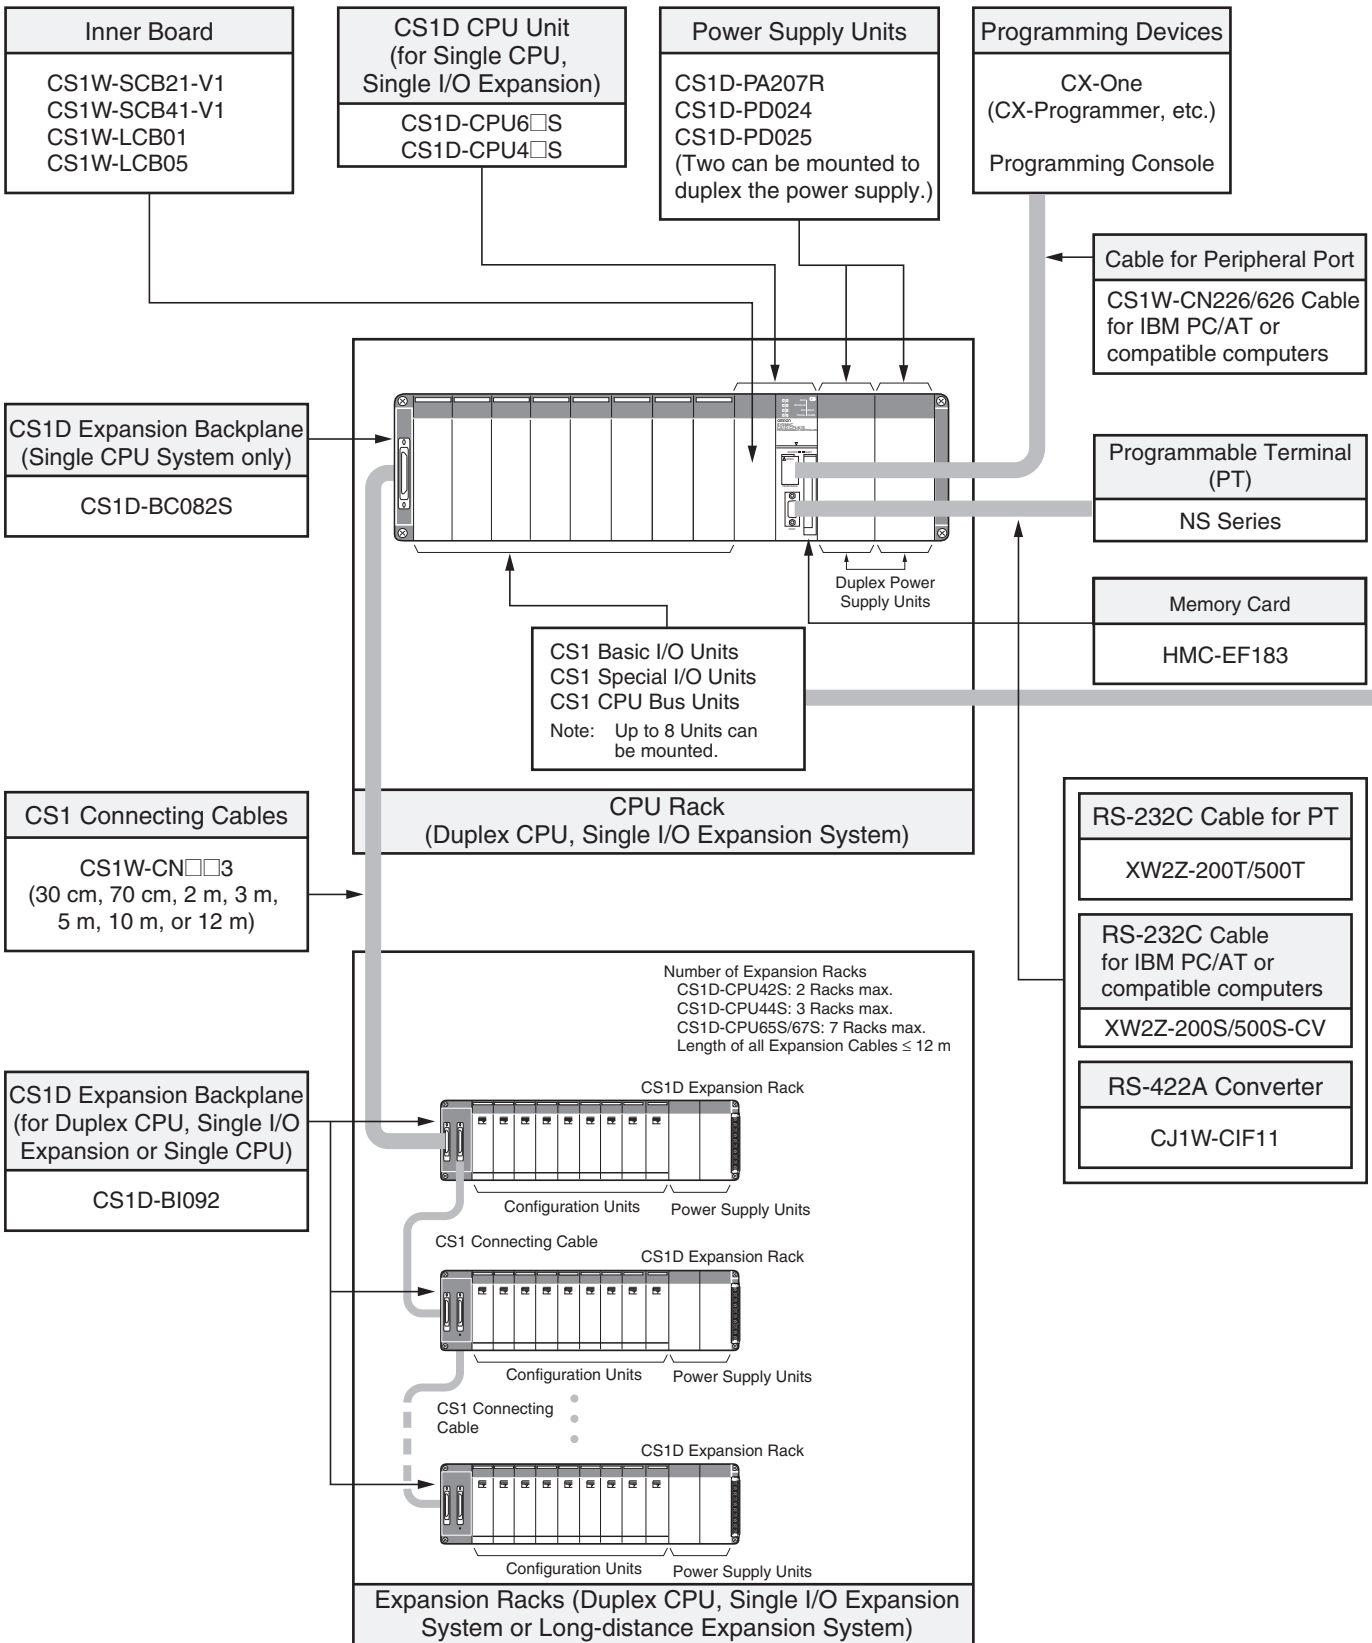 Inner Board
CS1W-SCB21-V1
CS1W-SCB41-V1
CS1W-LCB01
CS1W-LCB05
CS1D CPU Unit
(for Single CPU,
Single I/O Expansion)
CS1D-CPU6□S
CS1D-CPU4□S
Power Supply Units
CS1D-PA207R
CS1D-PD024
CS1D-PD025
(Two can be mounted to
duplex the power supply.)
Programming Devices
CX-One
(CX-Programmer, etc.)
Programming Console
Cable for Peripheral Port
CS1W-CN226/626 Cable
for IBM PC/AT or
compatible computers
CS1D Expansion Backplane
(Single CPU System only)
CS1D-BC082S
Programmable Terminal
(PT)
NS Series
Duplex Power
Supply Units
Memory Card
HMC-EF183
CS1 Basic I/O Units
CS1 Special I/O Units
CS1 CPU Bus Units
Note: Up to 8 Units can
be mounted.
CPU Rack
(Duplex CPU, Single I/O Expansion System)
CS1 Connecting Cables
CS1W-CN□□3
(30 cm, 70 cm, 2 m, 3 m,
5 m, 10 m, or 12 m)
RS-232C Cable for PT
XW2Z-200T/500T
RS-232C Cable
for IBM PC/AT or
compatible computers
XW2Z-200S/500S-CV
RS-422A Converter
CJ1W-CIF11
Number of Expansion Racks
CS1D-CPU42S: 2 Racks max.
CS1D-CPU44S: 3 Racks max.
CS1D-CPU65S/67S: 7 Racks max.
Length of all Expansion Cables ≤ 12 m
CS1D Expansion Backplane
(for Duplex CPU, Single I/O
Expansion or Single CPU)
CS1D-BI092
CS1D Expansion Rack
Configuration Units
Power Supply Units
CS1 Connecting Cable
CS1D Expansion Rack
Configuration Units
Power Supply Units
CS1 Connecting
Cable
CS1D Expansion Rack
Configuration Units
Power Supply Units
Expansion Racks (Duplex CPU, Single I/O Expansion
System or Long-distance Expansion System)